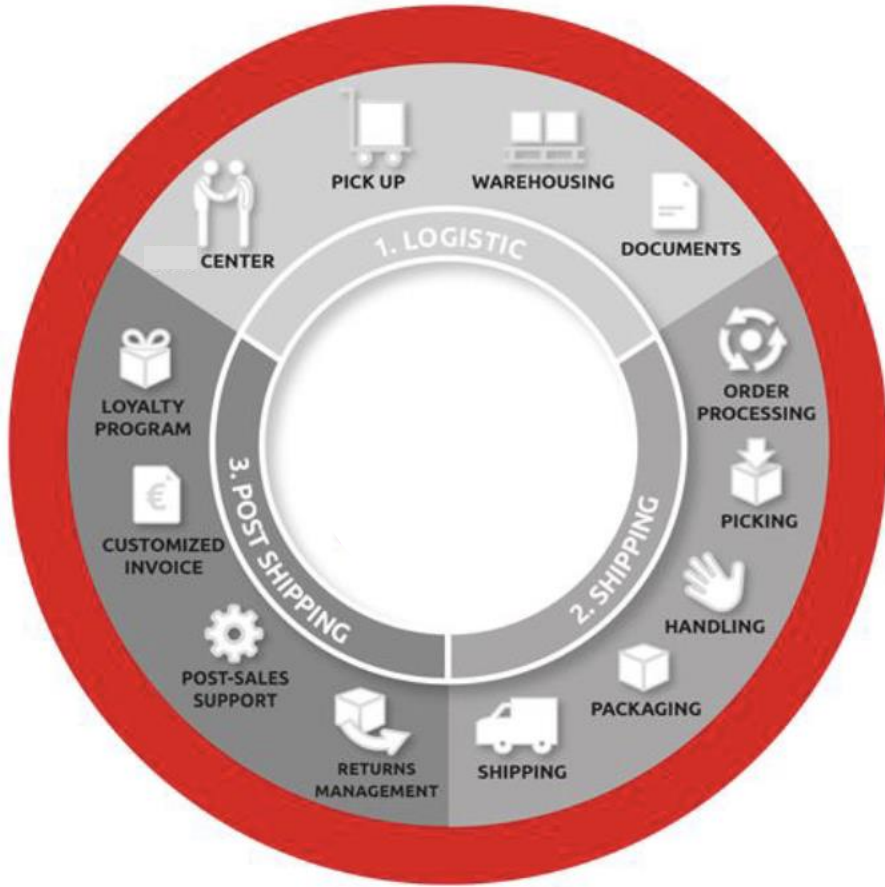 1. LOGISTIC
CENTER
PICK UP
WAREHOUSING
DOCUMENTS
2. SHIPPING
ORDER
PROCESSING
PICKING
HANDLING
PACKAGING
SHIPPING
3. POST SHIPPING
RETURNS
MANAGEMENT
POST-SALES
SUPPORT
CUSTOMIZED
INVOICE
€
LOYALTY
PROGRAM